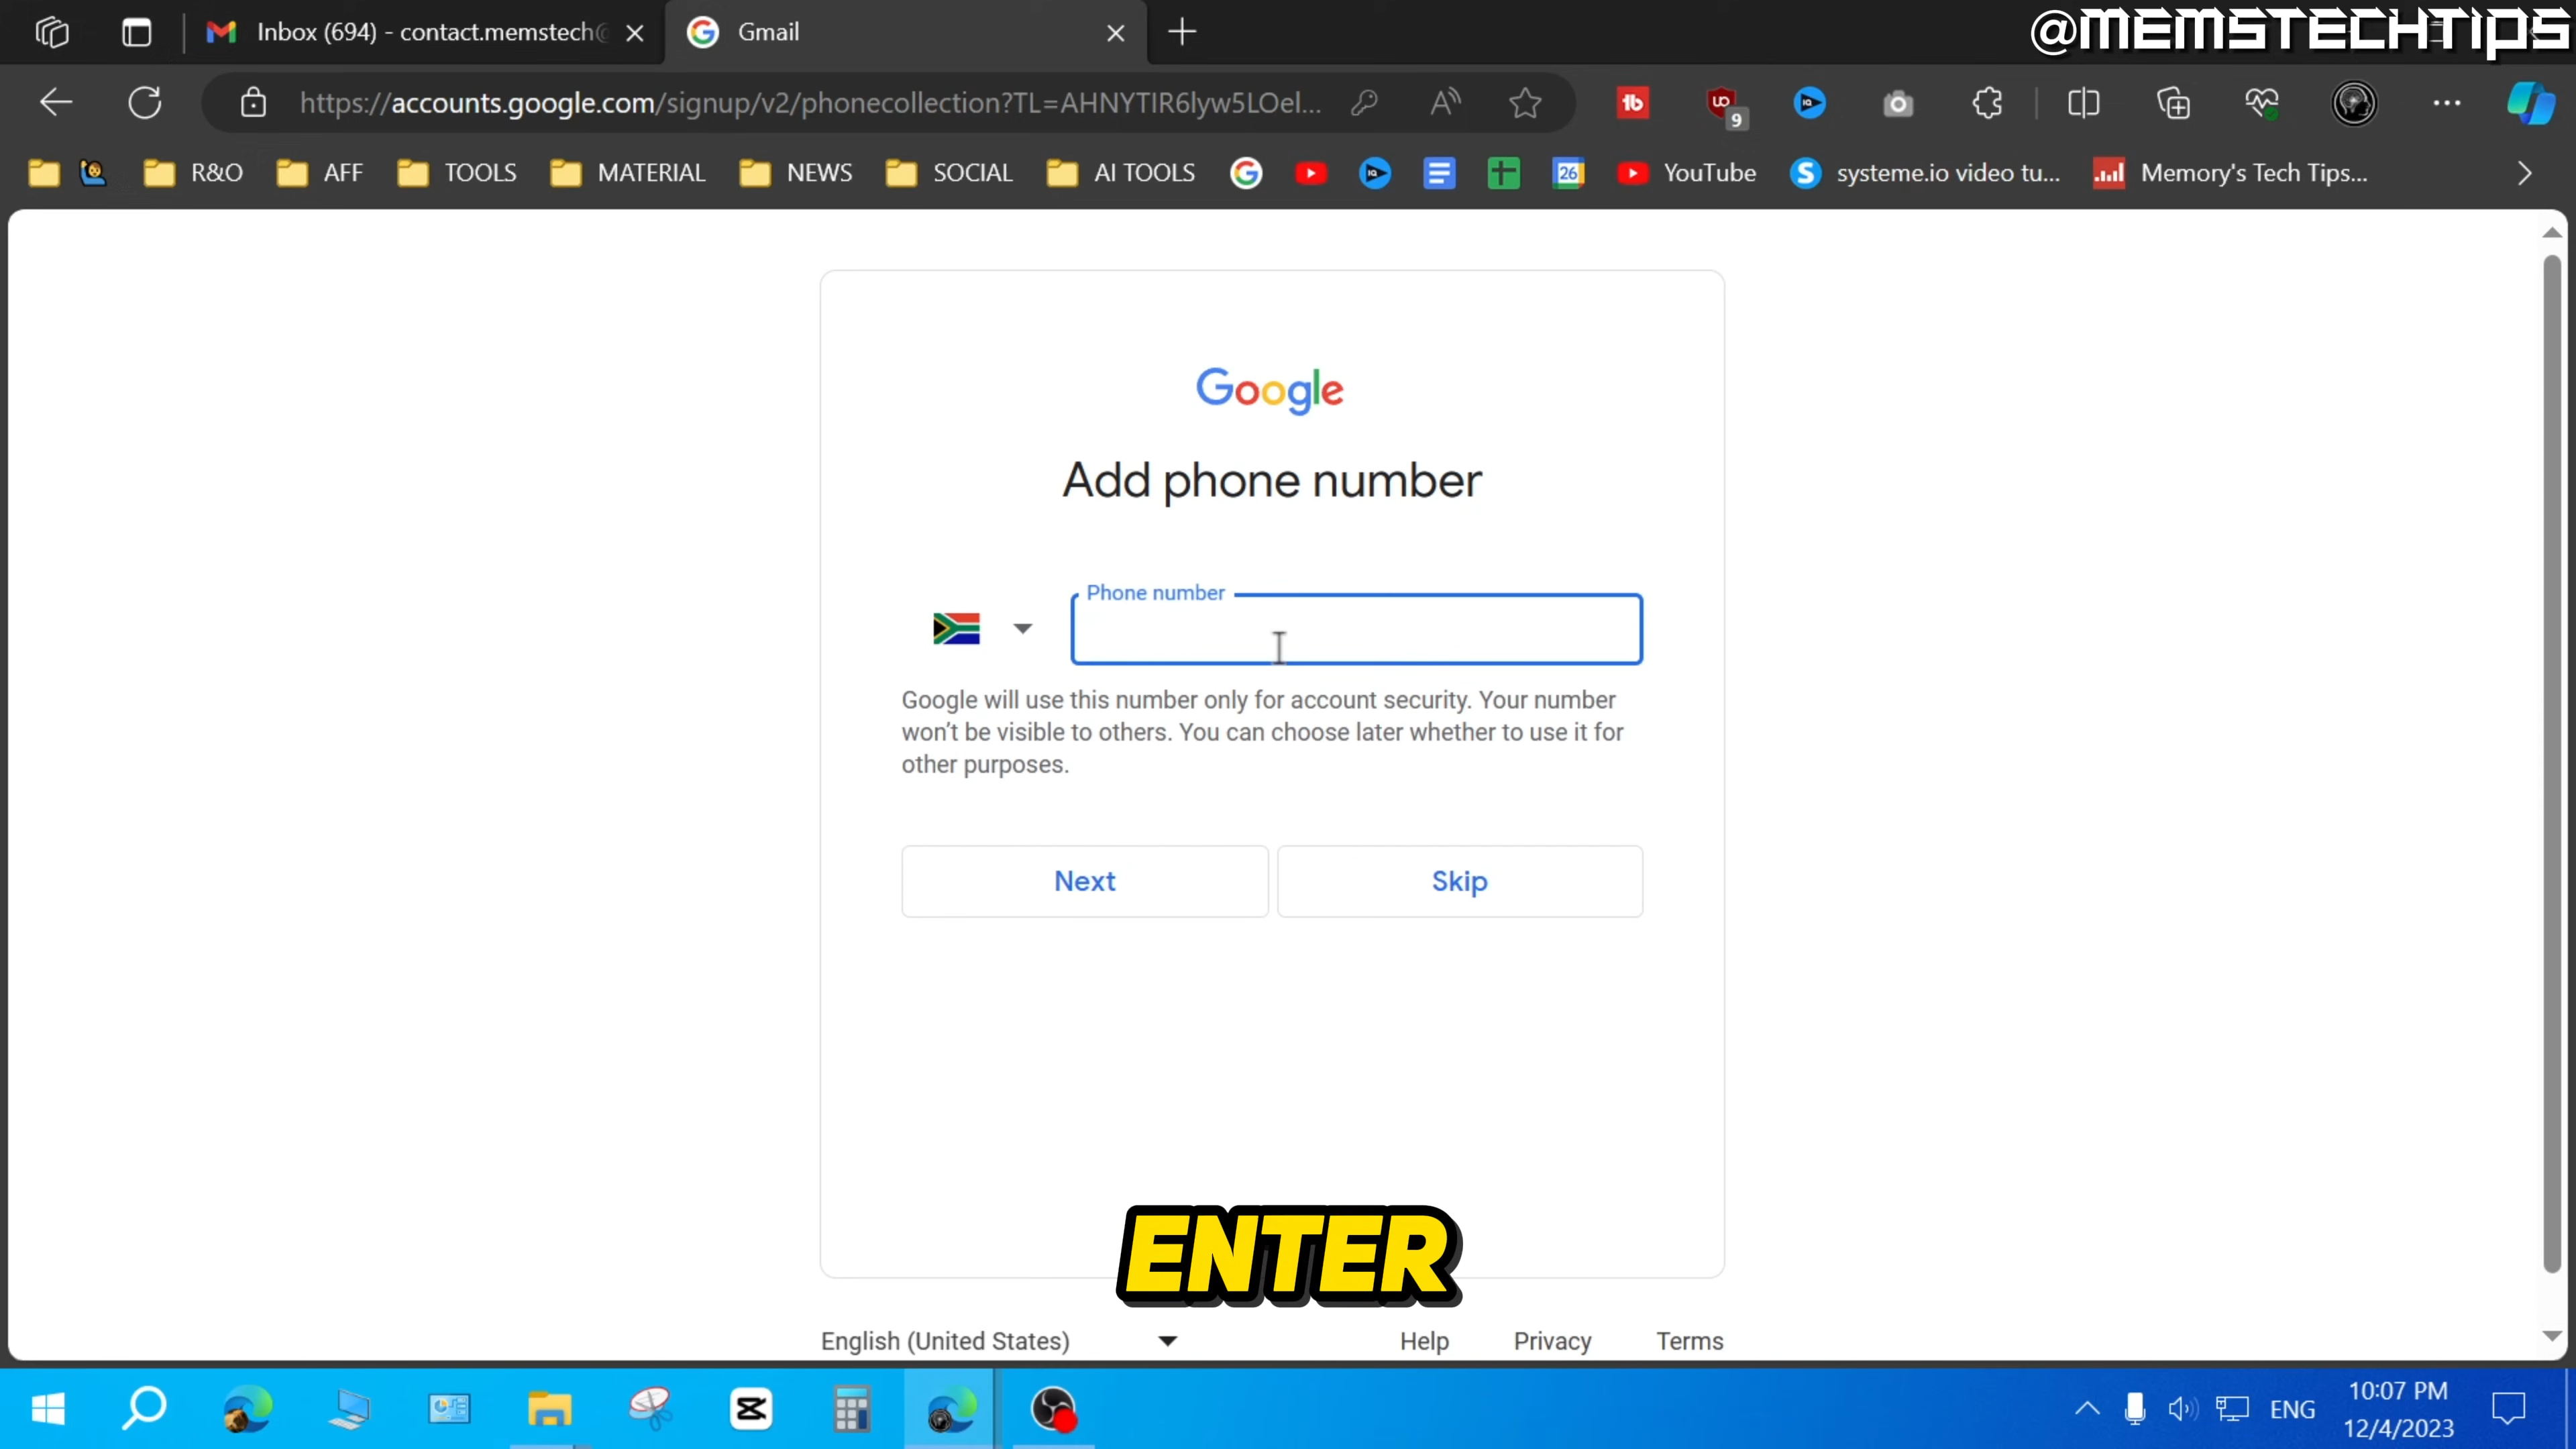 Inbox (694) - contact.memstech@
Gmail
@MEMSTECHTIPS
https://accounts.google.com/signup/v2/phonecollection?TL=AHNYTIR6lyw5LOel...
9
R&O
AFF
TOOLS
MATERIAL
NEWS
SOCIAL
AI TOOLS
26
YouTube
systeme.io video tu...
Memory's Tech Tips...
Google
Add phone number
Phone number
Google will use this number only for account security. Your number
won't be visible to others. You can choose later whether to use it for
other purposes.
Next
Skip
ENTER
English (United States)
Help
Privacy
Terms
ENG
10:07 PM
12/4/2023